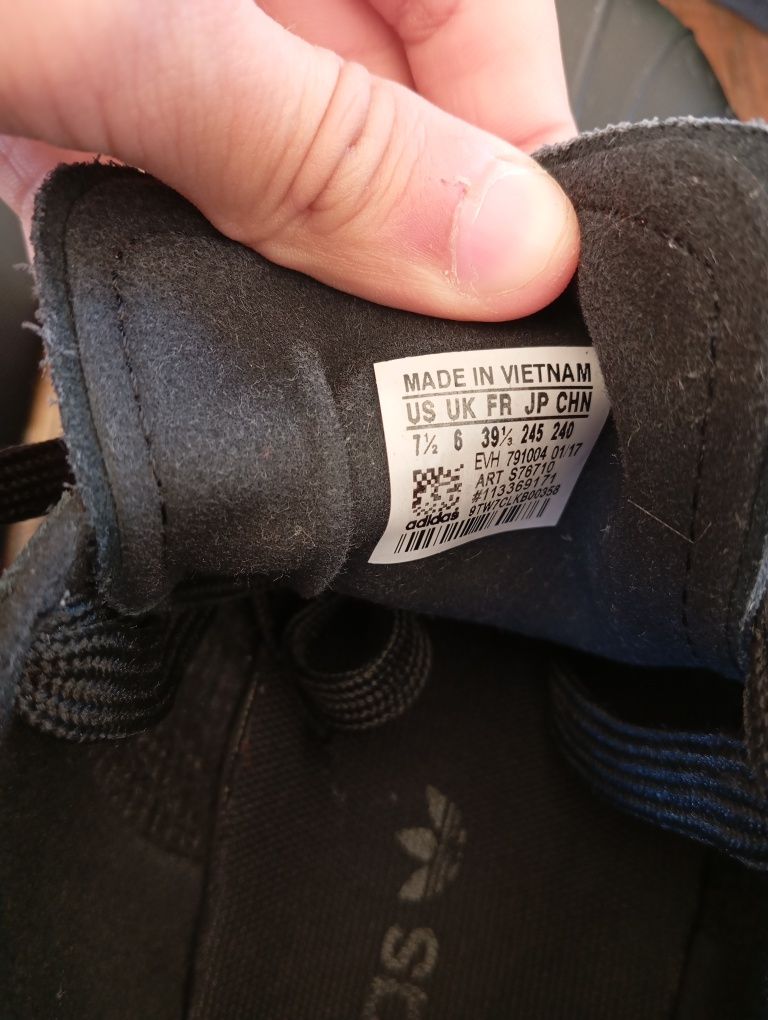 MADE IN VIETNAM
US UK FR JP CHN
7½ 6 39⅓ 245 240
EVH 791004 01/17
ART S76710
#113369171
adidas 9TW7CLKB00358